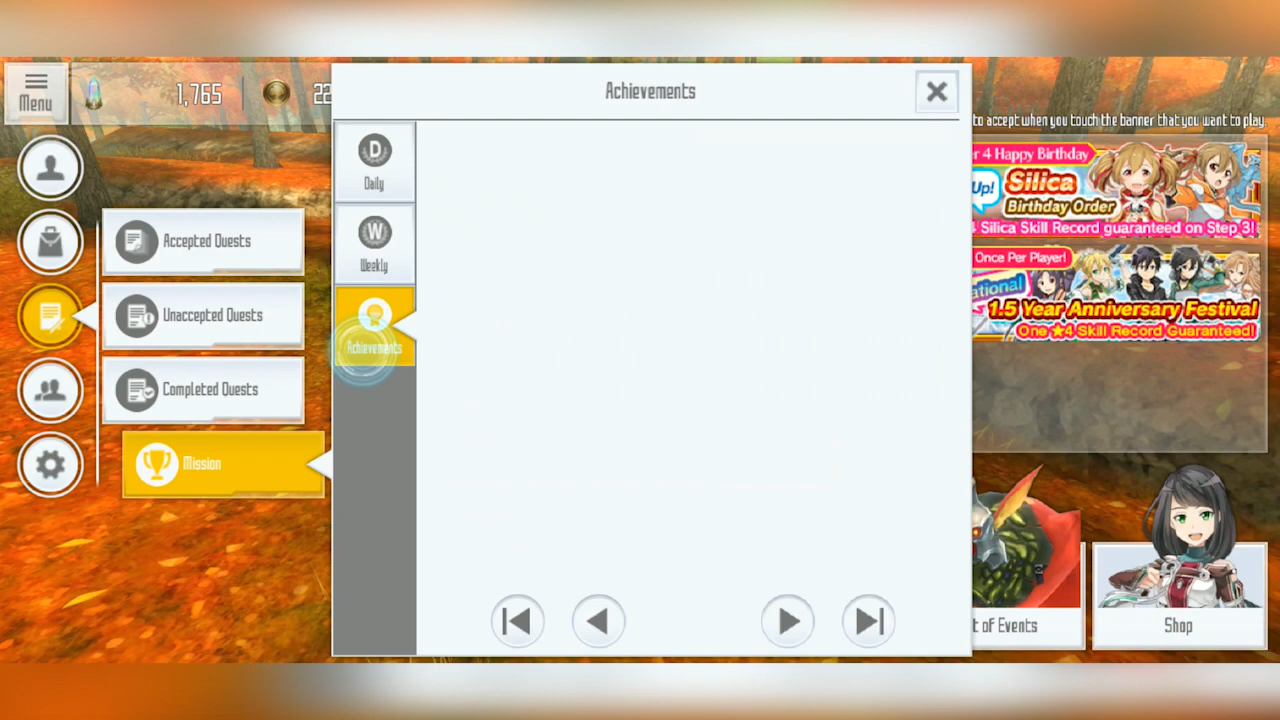 Menu
1,765
22
Achievements
D
Daily
W
Weekly
Achievements
Accepted Quests
Unaccepted Quests
Completed Quests
Mission
to accept when you touch the banner that you want to play
4 Happy Birthday
Up!
Silica
Birthday Order
4 Silica Skill Record guaranteed on Step 3!
Once Per Player!
ational
1.5 Year Anniversary Festival
One ★4 Skill Record Guaranteed!
t of Events
Shop